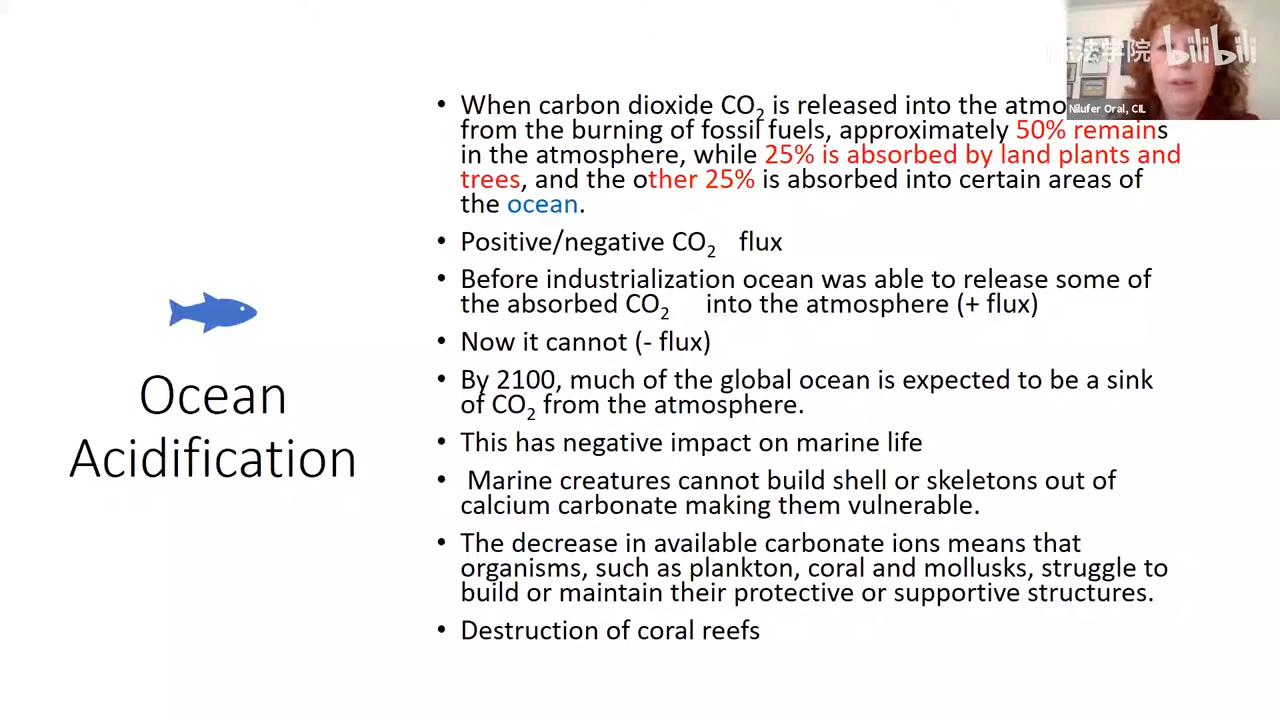 法学院 bilibili
Nilufer Oral, CIL
Ocean
Acidification
• When carbon dioxide CO₂ is released into the atmo
from the burning of fossil fuels, approximately 50% remains
in the atmosphere, while 25% is absorbed by land plants and
trees, and the other 25% is absorbed into certain areas of
the ocean.
• Positive/negative CO₂ flux
• Before industrialization ocean was able to release some of
the absorbed CO₂ into the atmosphere (+ flux)
• Now it cannot (- flux)
• By 2100, much of the global ocean is expected to be a sink
of CO₂ from the atmosphere.
• This has negative impact on marine life
• Marine creatures cannot build shell or skeletons out of
calcium carbonate making them vulnerable.
• The decrease in available carbonate ions means that
organisms, such as plankton, coral and mollusks, struggle to
build or maintain their protective or supportive structures.
• Destruction of coral reefs